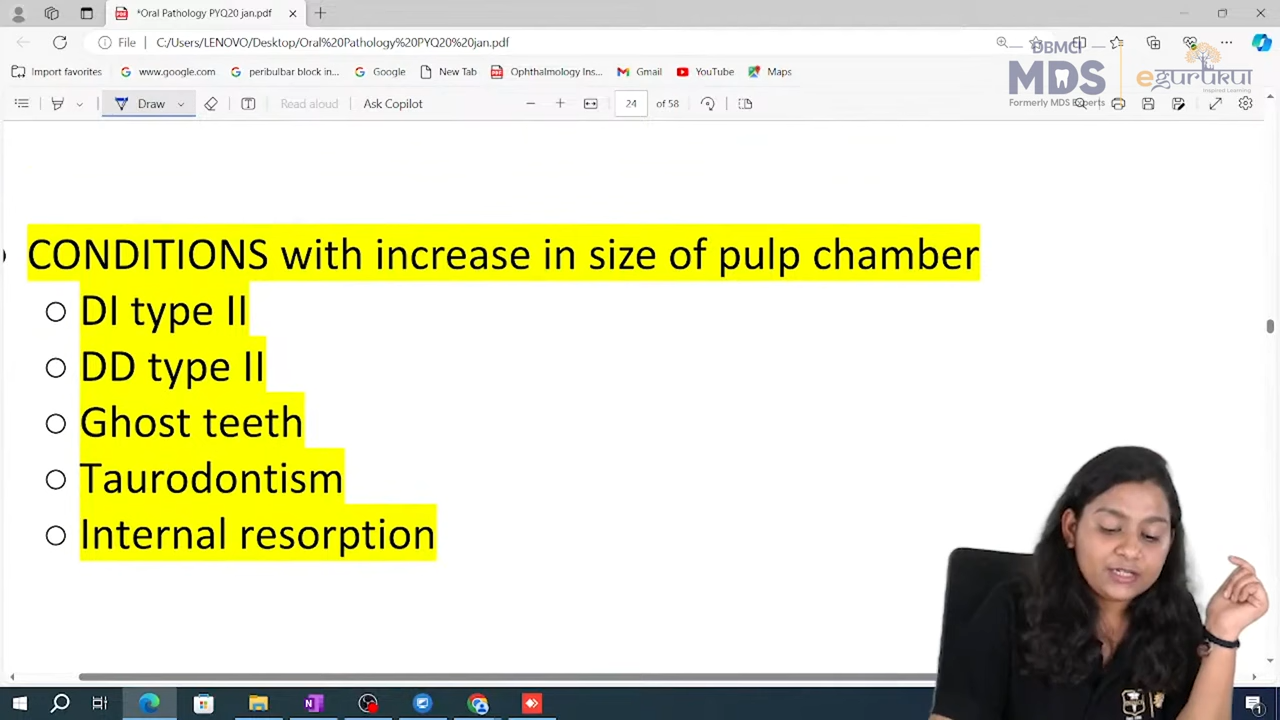 *Oral Pathology PYQ20 jan.pdf
File C:/Users/LENOVO/Desktop/Oral%20Pathology%20PYQ20%20jan.pdf
DBMCI
MDS
Formerly MDS Experts
egurukul
Inspired Learning
Import favorites www.google.com peribulbar block in... Google New Tab Ophthalmology Ins... Gmail YouTube Maps
Draw Read aloud Ask Copilot 24 of 58
CONDITIONS with increase in size of pulp chamber
DI type II
DD type II
Ghost teeth
Taurodontism
Internal resorption